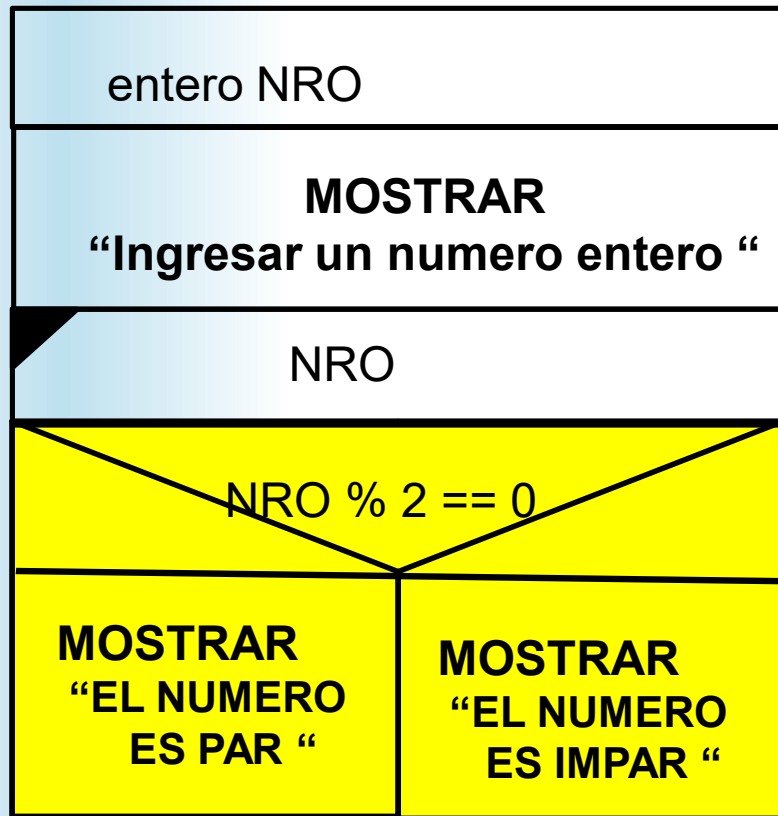 entero NRO
MOSTRAR
“Ingresar un numero entero “
NRO
NRO % 2 == 0
MOSTRAR
“EL NUMERO
ES PAR “
MOSTRAR
“EL NUMERO
ES IMPAR “